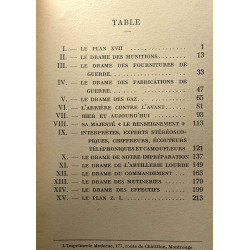 TABLE
I. — LE PLAN XVII 1
II. — LE DRAME DES MUNITIONS 13
III. — LE DRAME DES FOURNITURES DE
GUERRE. 33
IV. — LE DRAME DES FABRICATIONS DE
GUERRE. 47
V. — LE DRAME DES GAZ. 65
VI. — L'ARRIÈRE CONTRE L'AVANT 81
VII. — HIER ET AUJOURD'HUI 93
VIII. — SA MAJESTÉ « LE RENSEIGNEMENT » 113
IX. — INTERPRÈTES, EXPERTS STÉRÉOSCO-
PIQUES, CHIFFREURS, ÉCOUTEURS
TÉLÉPHONIQUES ET CAMOUFLEURS 121
X. — LE DRAME DE NOTRE IMPRÉPARATION 137
XI. — LE DRAME DE L'ARTILLERIE LOURDE 149
XII. — LE DRAME DU COMMANDEMENT 163
XIII. — LE DRAME DES MUTINERIES 179
XIV. — LE DRAME DES EFFECTIFS 199
XV. — LE PLAN Z. 213
L'Imprimerie Moderne, 177, route de Châtillon, Montrouge